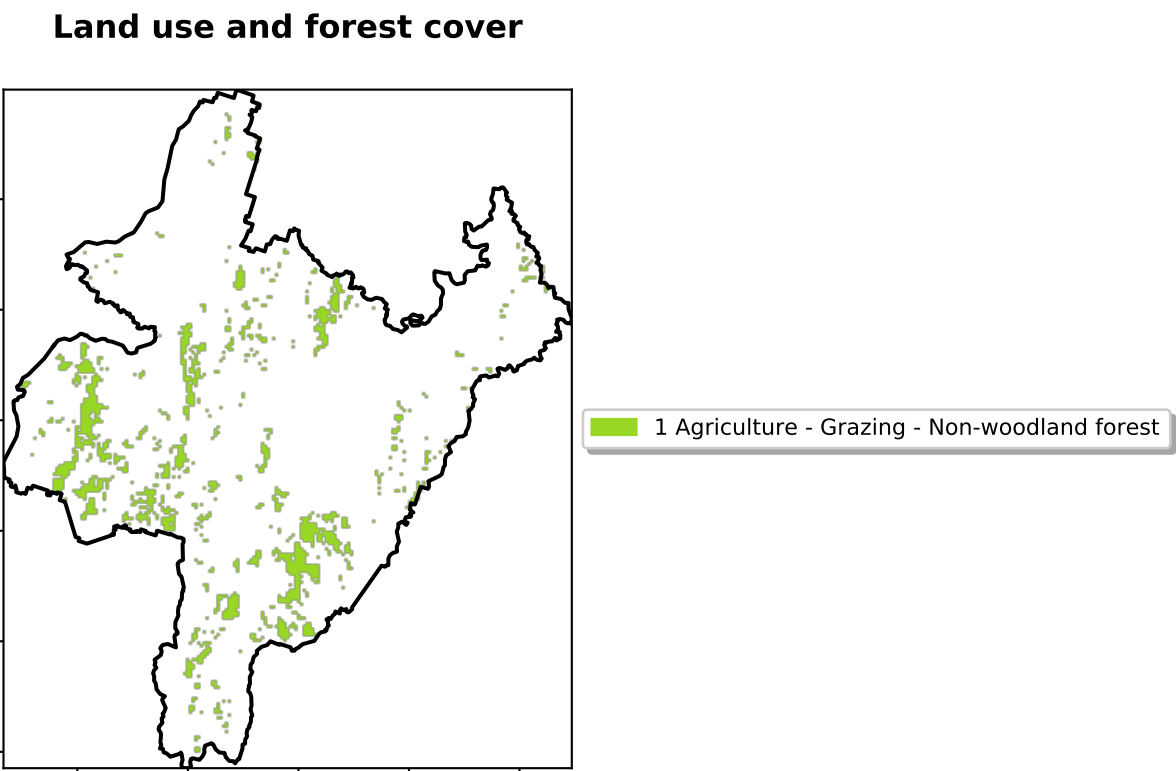 Land use and forest cover
1 Agriculture - Grazing - Non-woodland forest